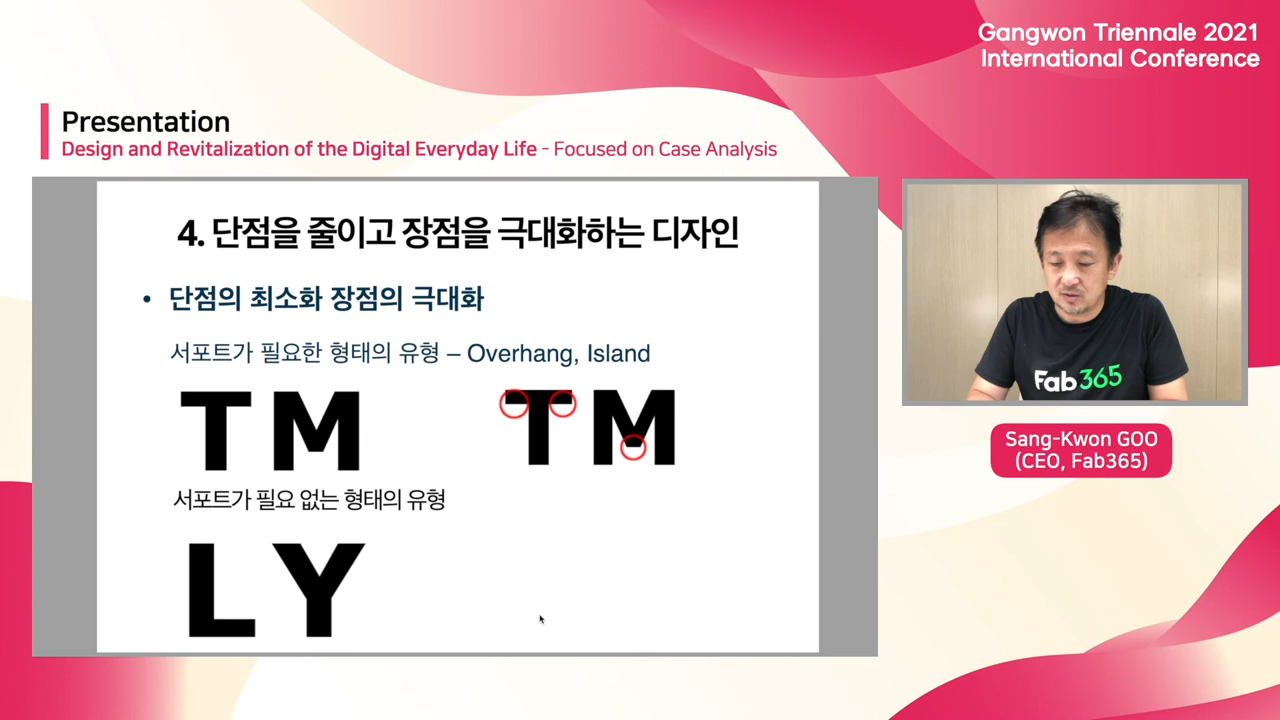 Gangwon Triennale 2021
International Conference
Presentation
Design and Revitalization of the Digital Everyday Life - Focused on Case Analysis
4. 단점을 줄이고 장점을 극대화하는 디자인
• 단점의 최소화 장점의 극대화
서포트가 필요한 형태의 유형 – Overhang, Island
T M T M
서포트가 필요 없는 형태의 유형
L Y
Fab365
Sang-Kwon GOO
(CEO, Fab365)